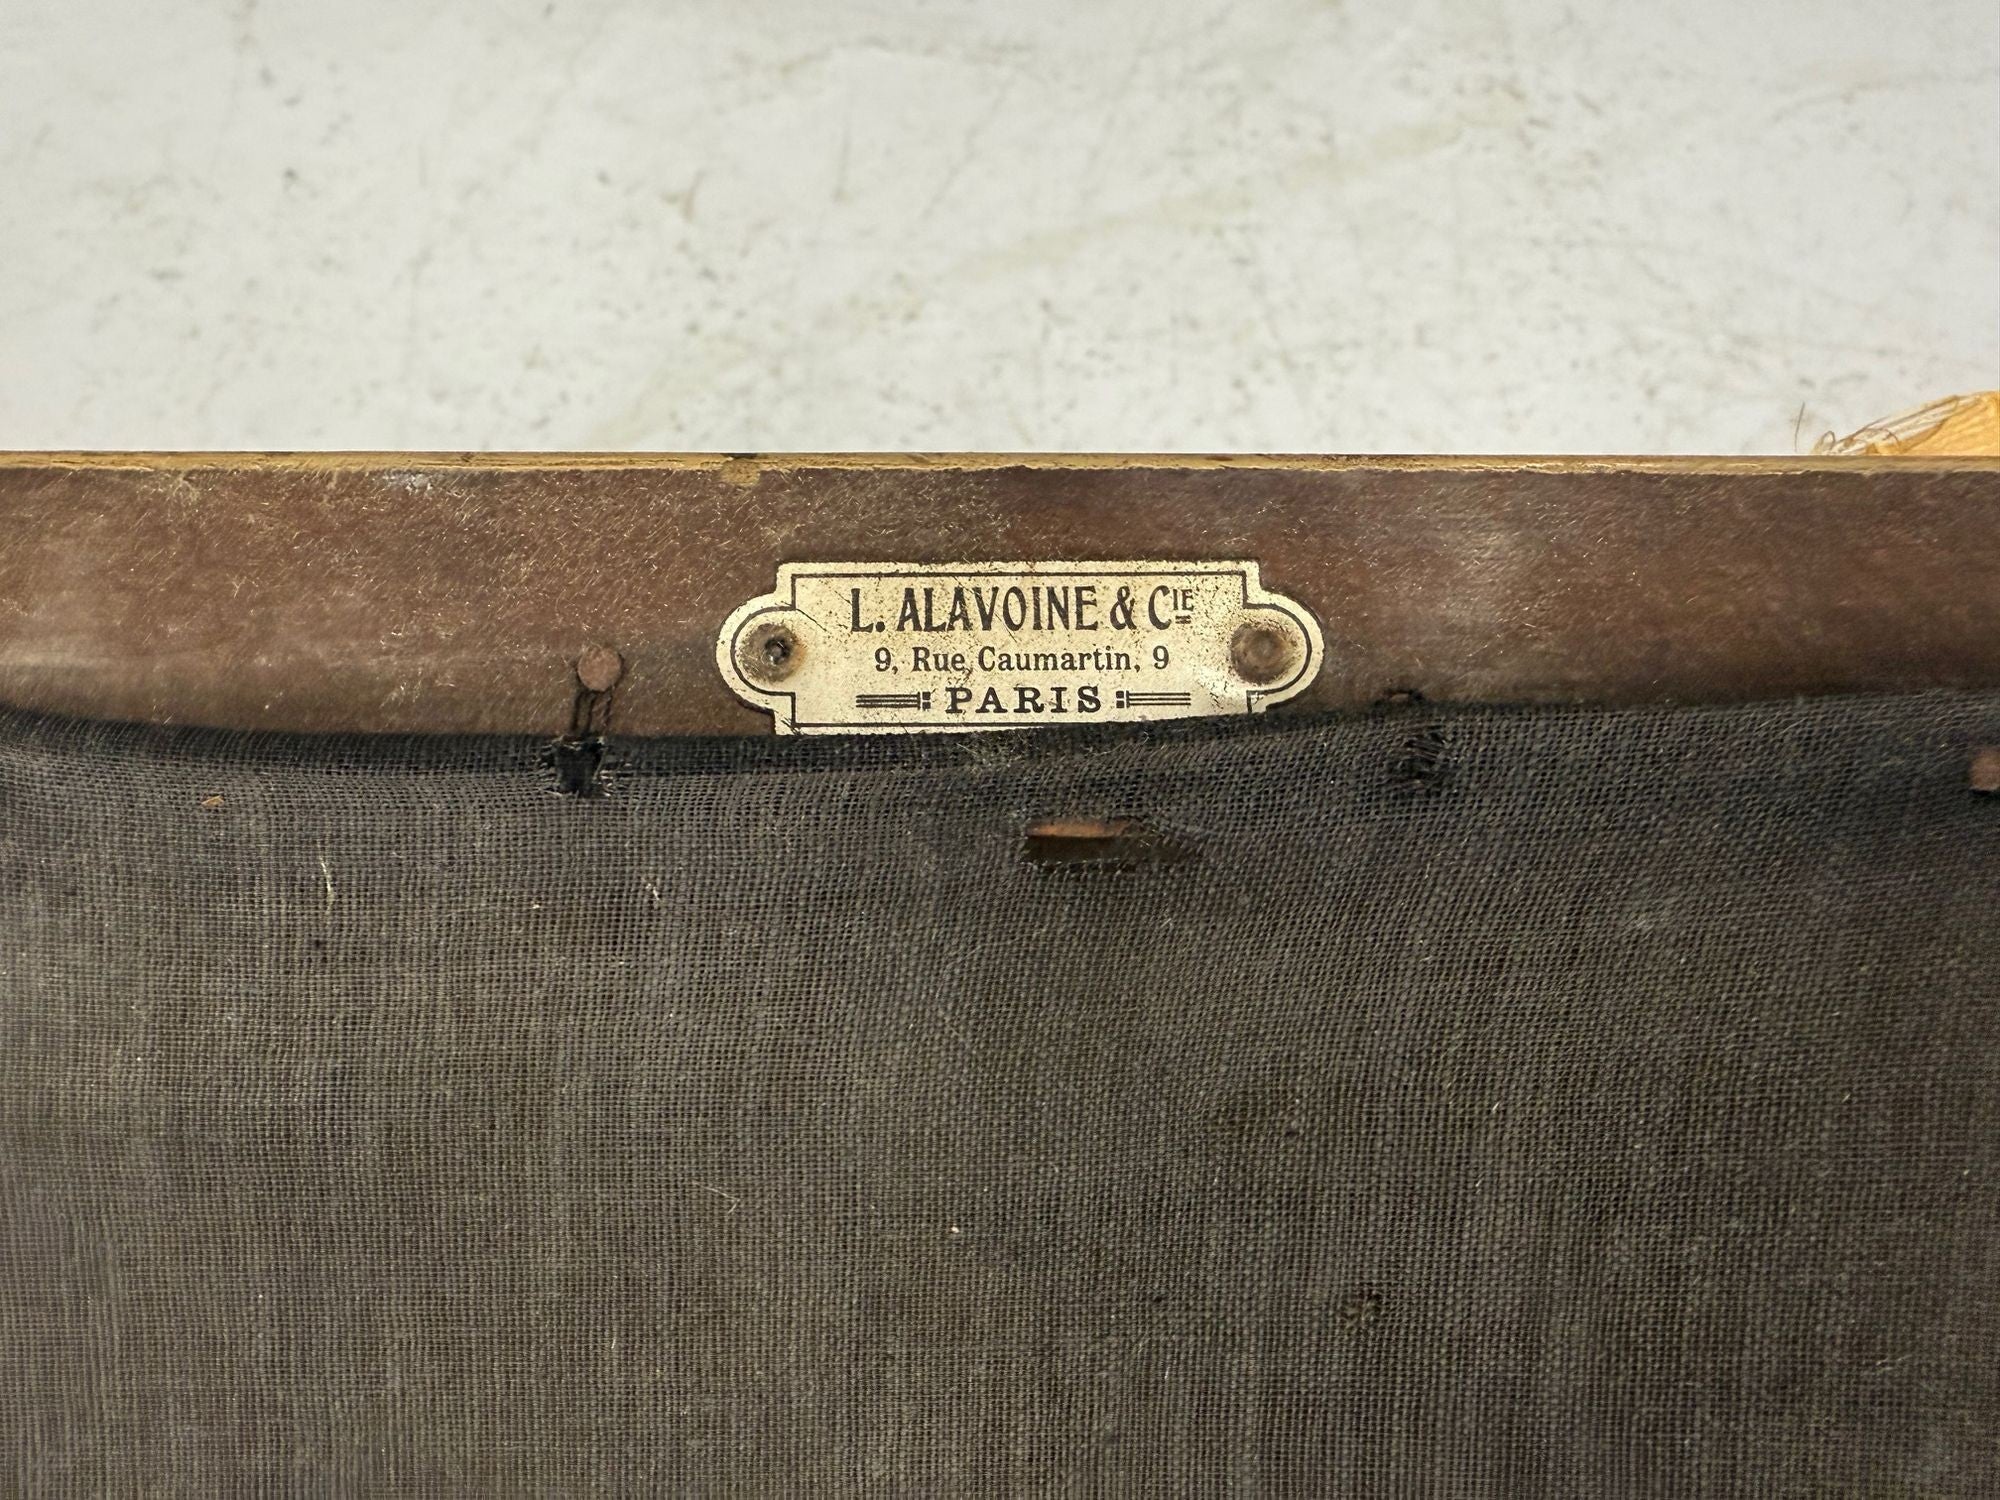 L. ALAVOINE & CIE
9, Rue Caumartin, 9
PARIS